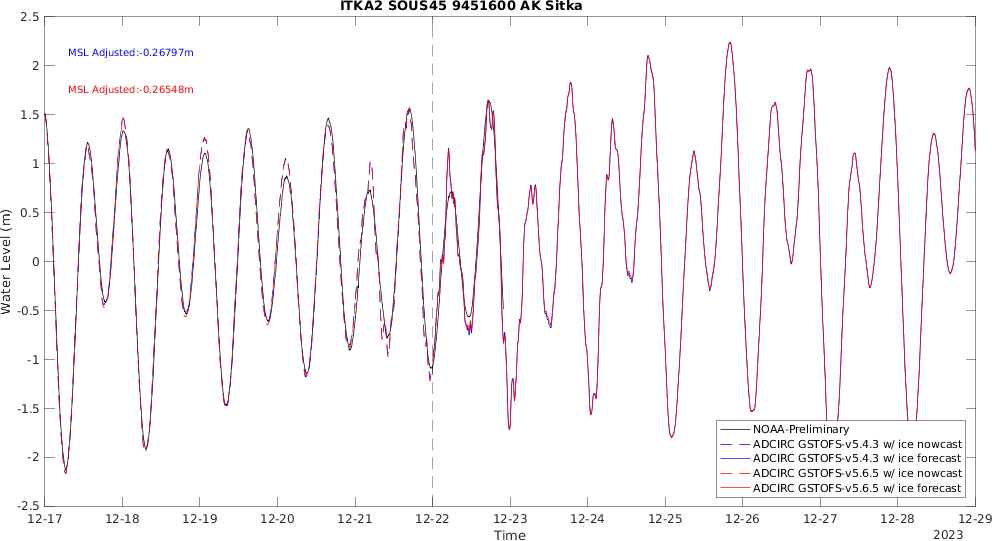 ITKA2 SOUS45 9451600 AK Sitka
MSL Adjusted:-0.26797m
MSL Adjusted:-0.26548m
Water Level (m)
2.5
2
1.5
1
0.5
0
-0.5
-1
-1.5
-2
-2.5
NOAA-Preliminary
ADCIRC GSTOFS-v5.4.3 w/ ice nowcast
ADCIRC GSTOFS-v5.4.3 w/ ice forecast
ADCIRC GSTOFS-v5.6.5 w/ ice nowcast
ADCIRC GSTOFS-v5.6.5 w/ ice forecast
12-17 12-18 12-19 12-20 12-21 12-22 12-23 12-24 12-25 12-26 12-27 12-28 12-29
Time
2023